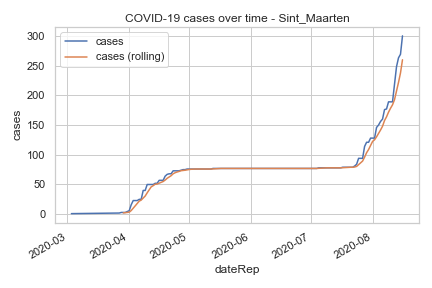 COVID-19 cases over time - Sint_Maarten
cases
cases (rolling)
300
250
200
150
100
50
0
cases
2020-03
2020-04
2020-05
2020-06
2020-07
2020-08
dateRep